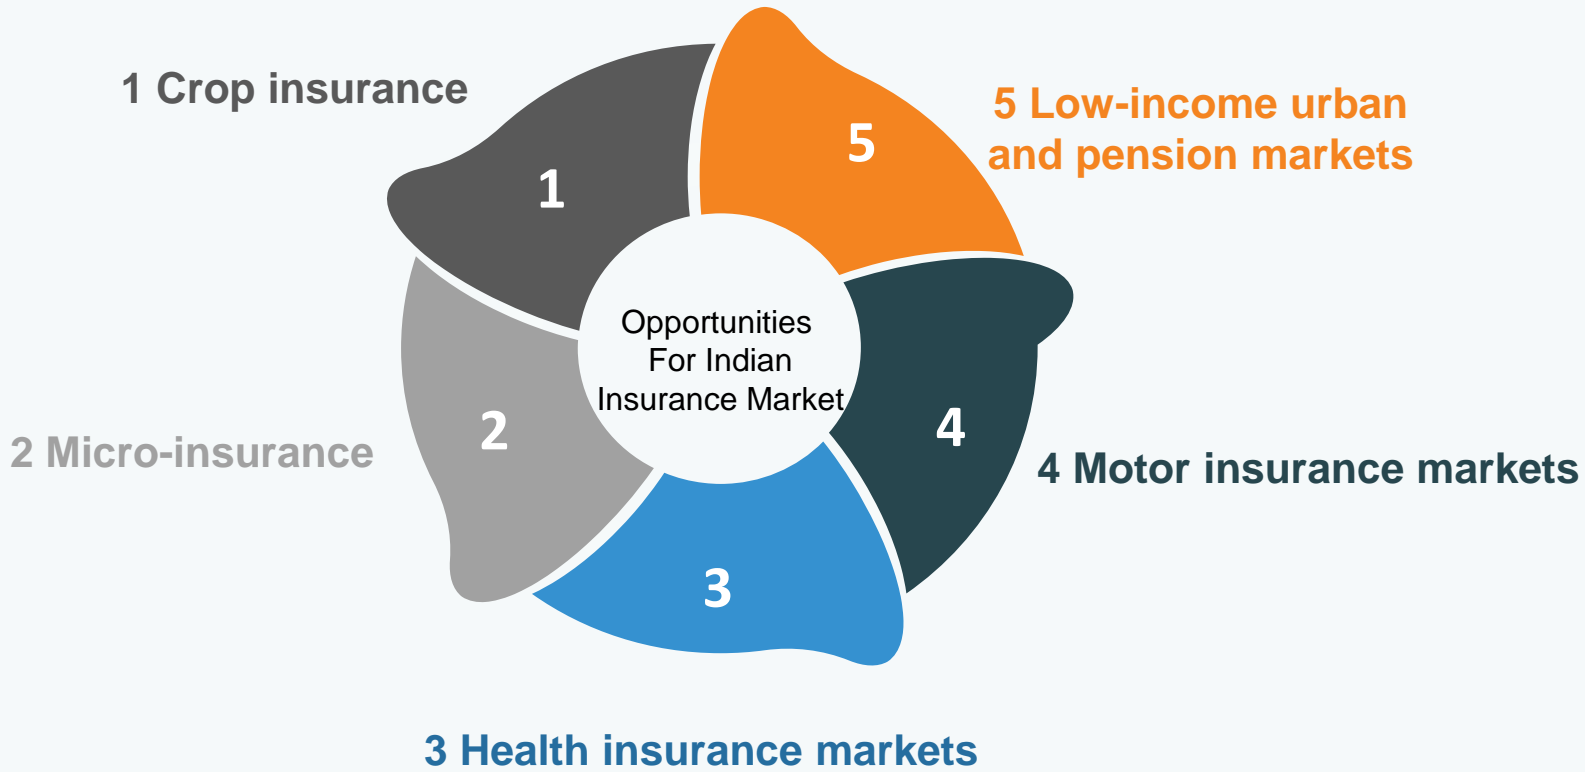 1 Crop insurance
1
5
5 Low-income urban
and pension markets
Opportunities
For Indian
Insurance Market
2 Micro-insurance
2
4
4 Motor insurance markets
3
3 Health insurance markets